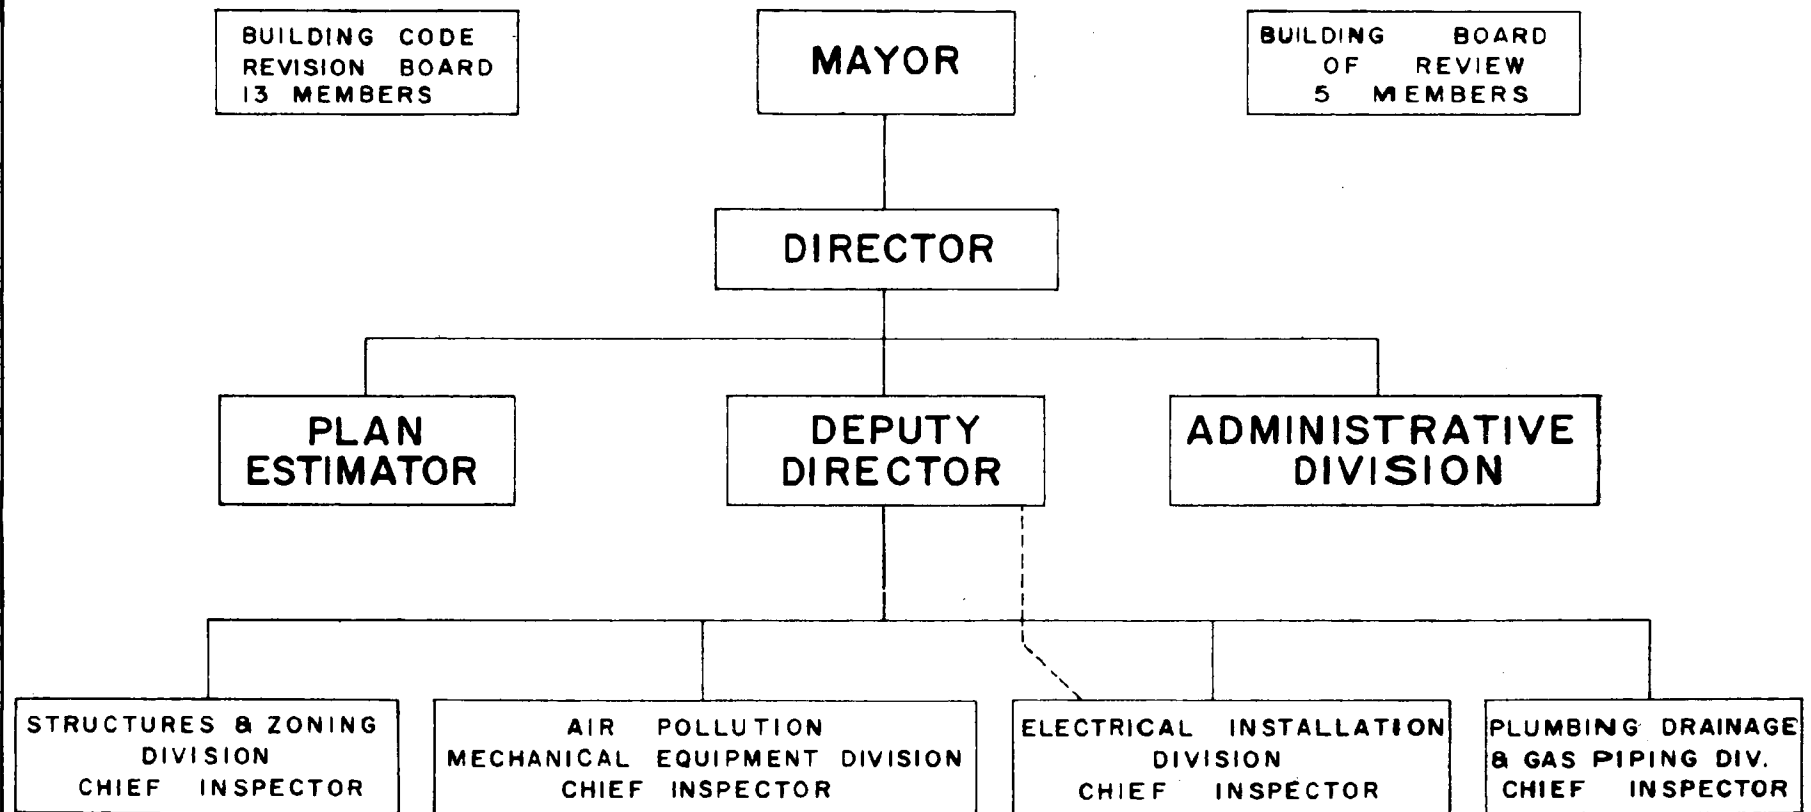 BUILDING CODE
REVISION BOARD
13 MEMBERS
MAYOR
BUILDING BOARD
OF REVIEW
5 MEMBERS
DIRECTOR
PLAN
ESTIMATOR
DEPUTY
DIRECTOR
ADMINISTRATIVE
DIVISION
STRUCTURES & ZONING
DIVISION
CHIEF INSPECTOR
AIR POLLUTION
MECHANICAL EQUIPMENT DIVISION
CHIEF INSPECTOR
ELECTRICAL INSTALLATION
DIVISION
CHIEF INSPECTOR
PLUMBING DRAINAGE
& GAS PIPING DIV.
CHIEF INSPECTOR